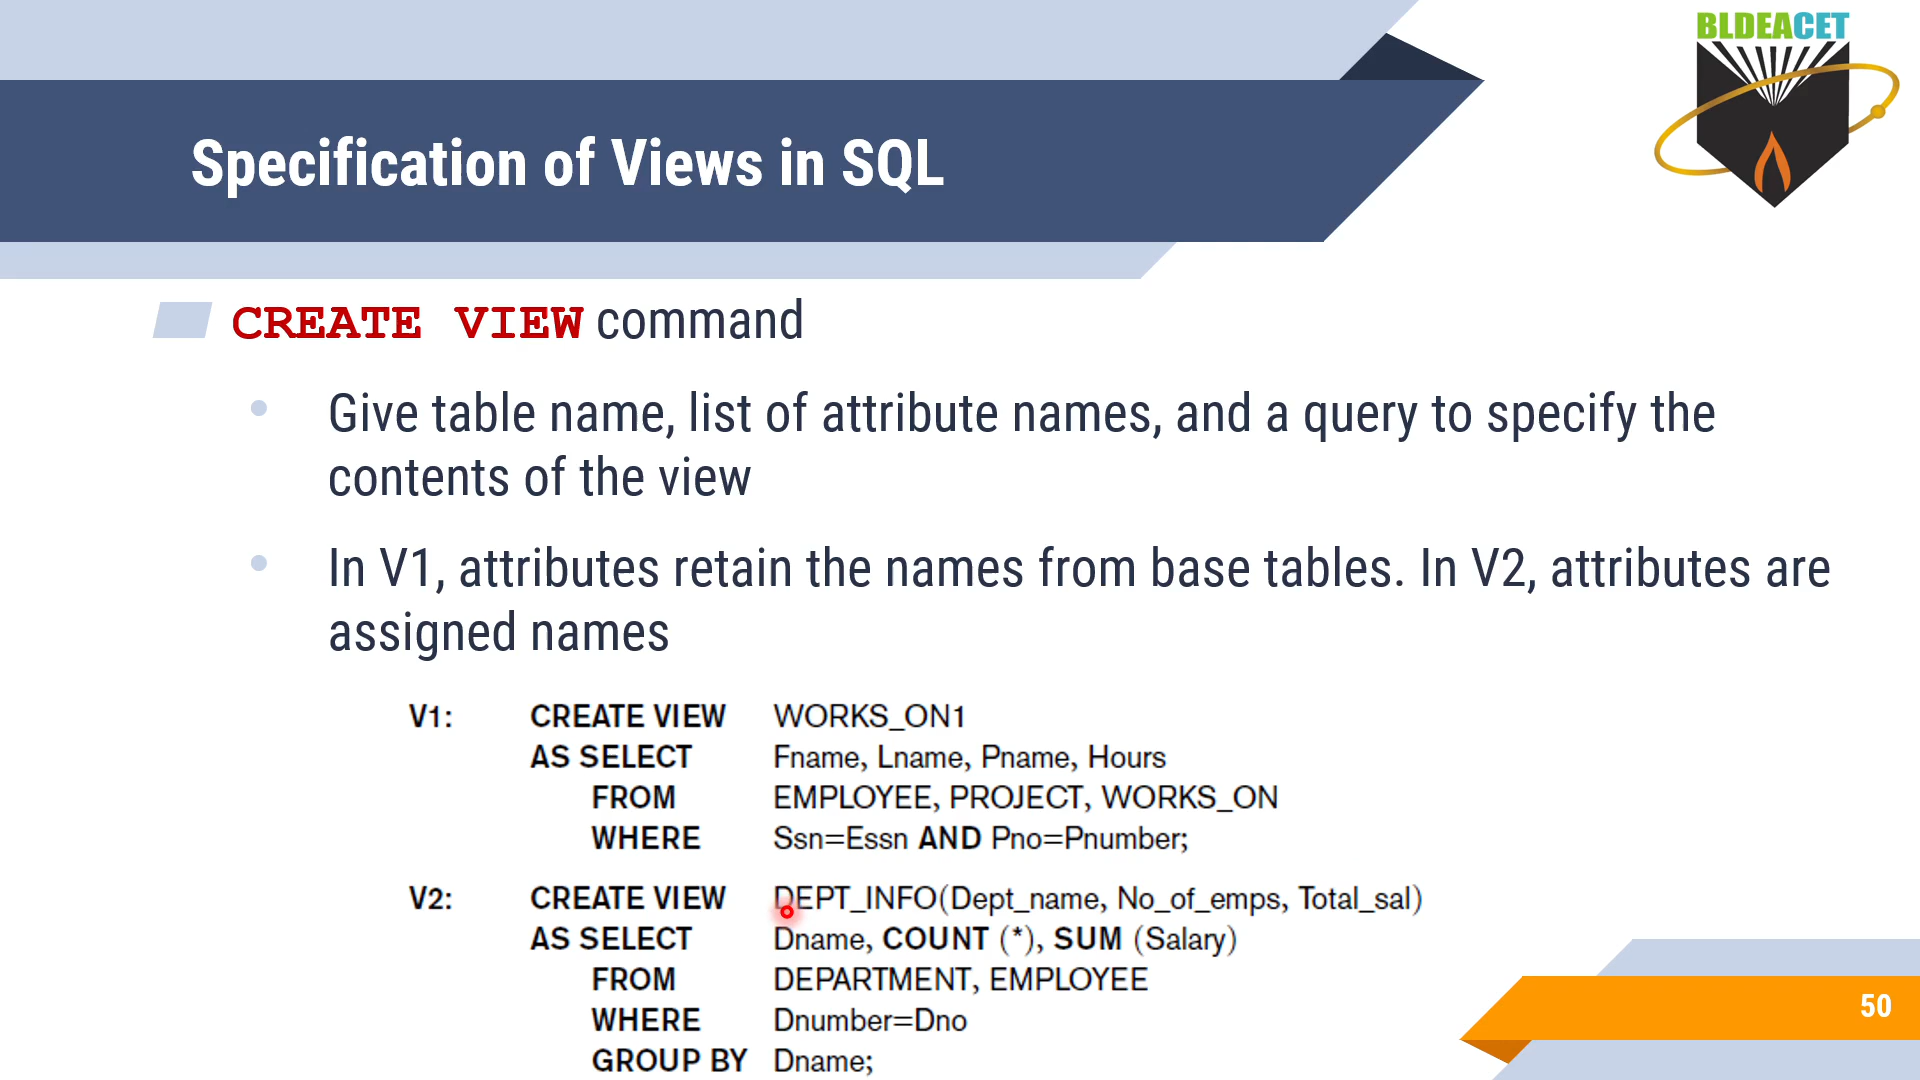 BLDEACET
Specification of Views in SQL
CREATE VIEW command
Give table name, list of attribute names, and a query to specify the
contents of the view
In V1, attributes retain the names from base tables. In V2, attributes are
assigned names
V1: CREATE VIEW WORKS_ON1
AS SELECT Fname, Lname, Pname, Hours
FROM EMPLOYEE, PROJECT, WORKS_ON
WHERE Ssn=Essn AND Pno=Pnumber;
V2: CREATE VIEW DEPT_INFO(Dept_name, No_of_emps, Total_sal)
AS SELECT Dname, COUNT (*), SUM (Salary)
FROM DEPARTMENT, EMPLOYEE
WHERE Dnumber=Dno
GROUP BY Dname;
50